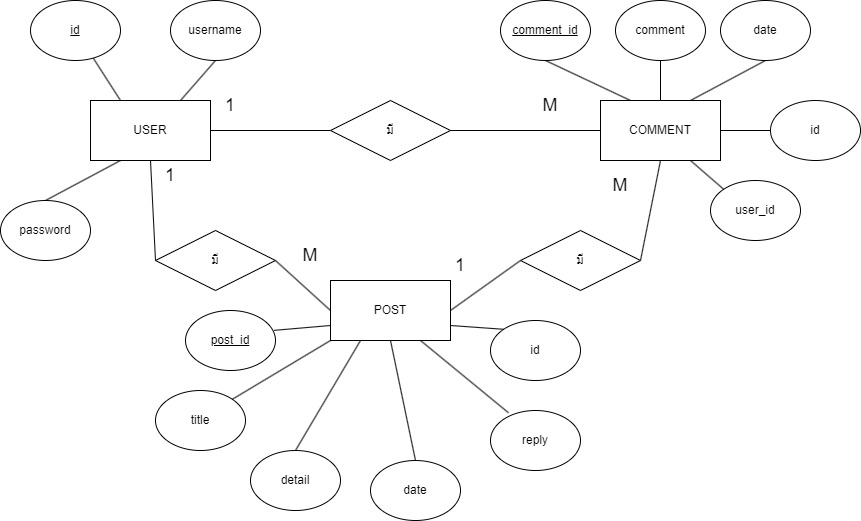 id
username
comment_id
comment
date
1
M
USER
มี
COMMENT
id
1
M
user_id
password
มี
M
1
มี
POST
post_id
id
title
reply
detail
date